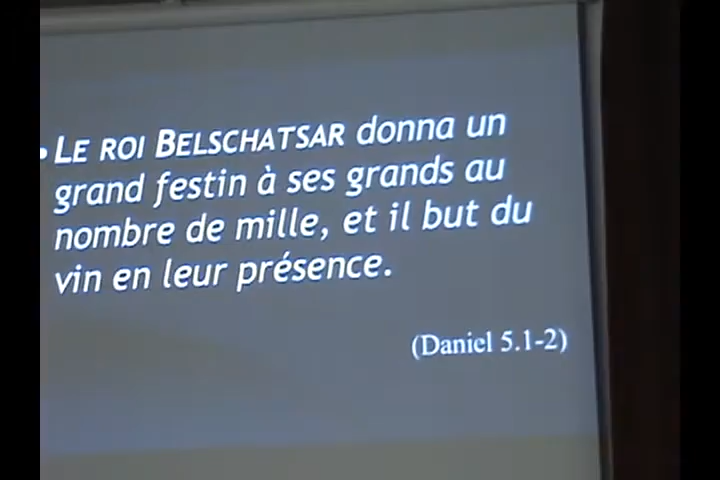 • LE ROI BELSCHATSAR donna un
grand festin à ses grands au
nombre de mille, et il but du
vin en leur présence.
(Daniel 5.1-2)